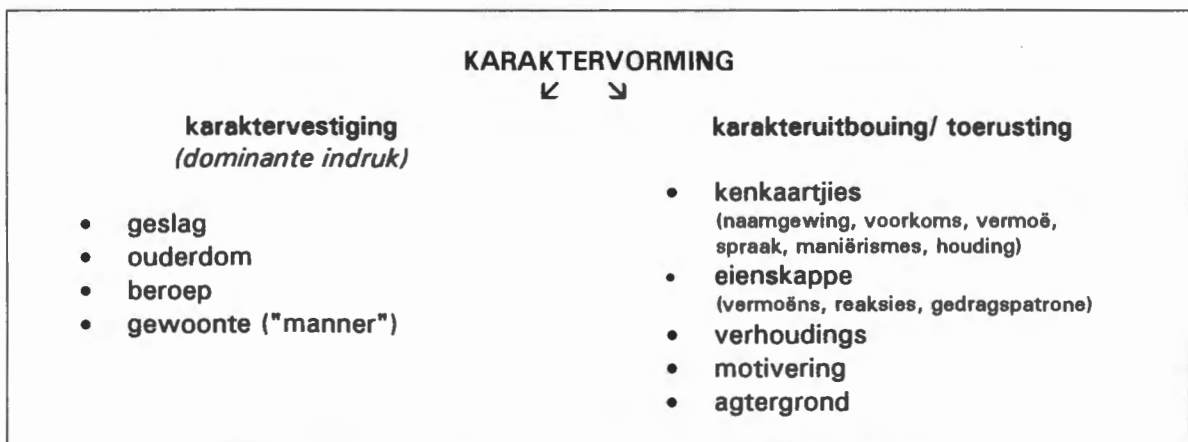 KARAKTERVORMING
↙ ↘
karaktervestiging
(dominante indruk)
• geslag
• ouderdom
• beroep
• gewoonte ("manner")
karakteruitbouing/ toerusting
• kenkaartjies
(naamgewing, voorkoms, vermoë,
spraak, maniërismes, houding)
• eienskappe
(vermoëns, reaksies, gedragspatrone)
• verhoudings
• motivering
• agtergrond